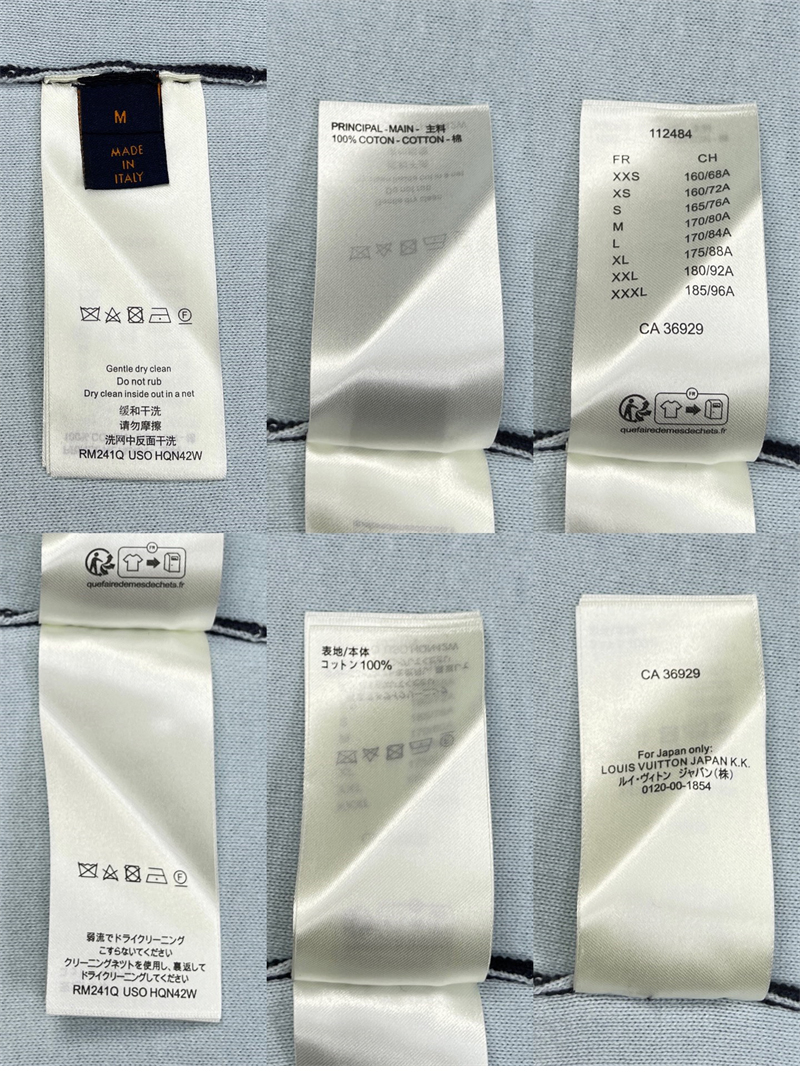 M
MADE
IN
ITALY
Gentle dry clean
Do not rub
Dry clean inside out in a net
缓和干洗
请勿摩擦
洗网中反面干洗
RM241Q USO HQN42W
PRINCIPAL - MAIN - 主料
100% COTON - COTTON - 棉
112484
FR CH
XXS 160/68A
XS 160/72A
S 165/76A
M 170/80A
L 170/84A
XL 175/88A
XXL 180/92A
XXXL 185/96A
CA 36929
FR
quefairedemesdechets.fr
FR
quefairedemesdechets.fr
弱流でドライクリーニング
こすらないてください
クリーニングネツトを使用し、裏返して
ドライクリーニングしてください
RM241Q USO HQN42W
表地/本体
コットン 100%
CA 36929
For Japan only:
LOUIS VUITTON JAPAN K.K.
ルイ・ヴィトン ジャパン(株)
0120-00-1854